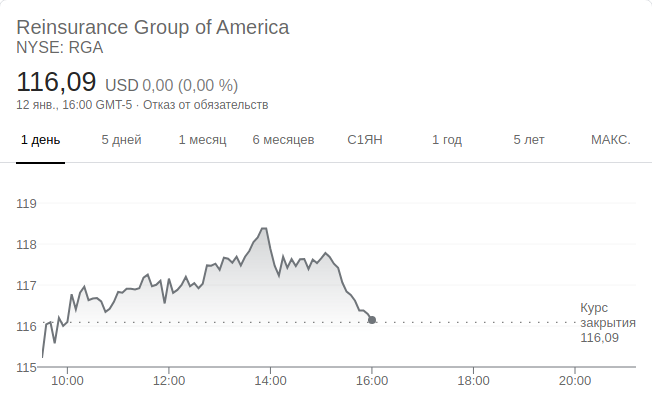 Reinsurance Group of America
NYSE: RGA
116,09 USD 0,00 (0,00 %)
12 янв., 16:00 GMT-5 · Отказ от обязательств
1 день 5 дней 1 месяц 6 месяцев С1ЯН 1 год 5 лет МАКС.
119
118
117
116
115
Курс
закрытия
116,09
10:00 12:00 14:00 16:00 18:00 20:00